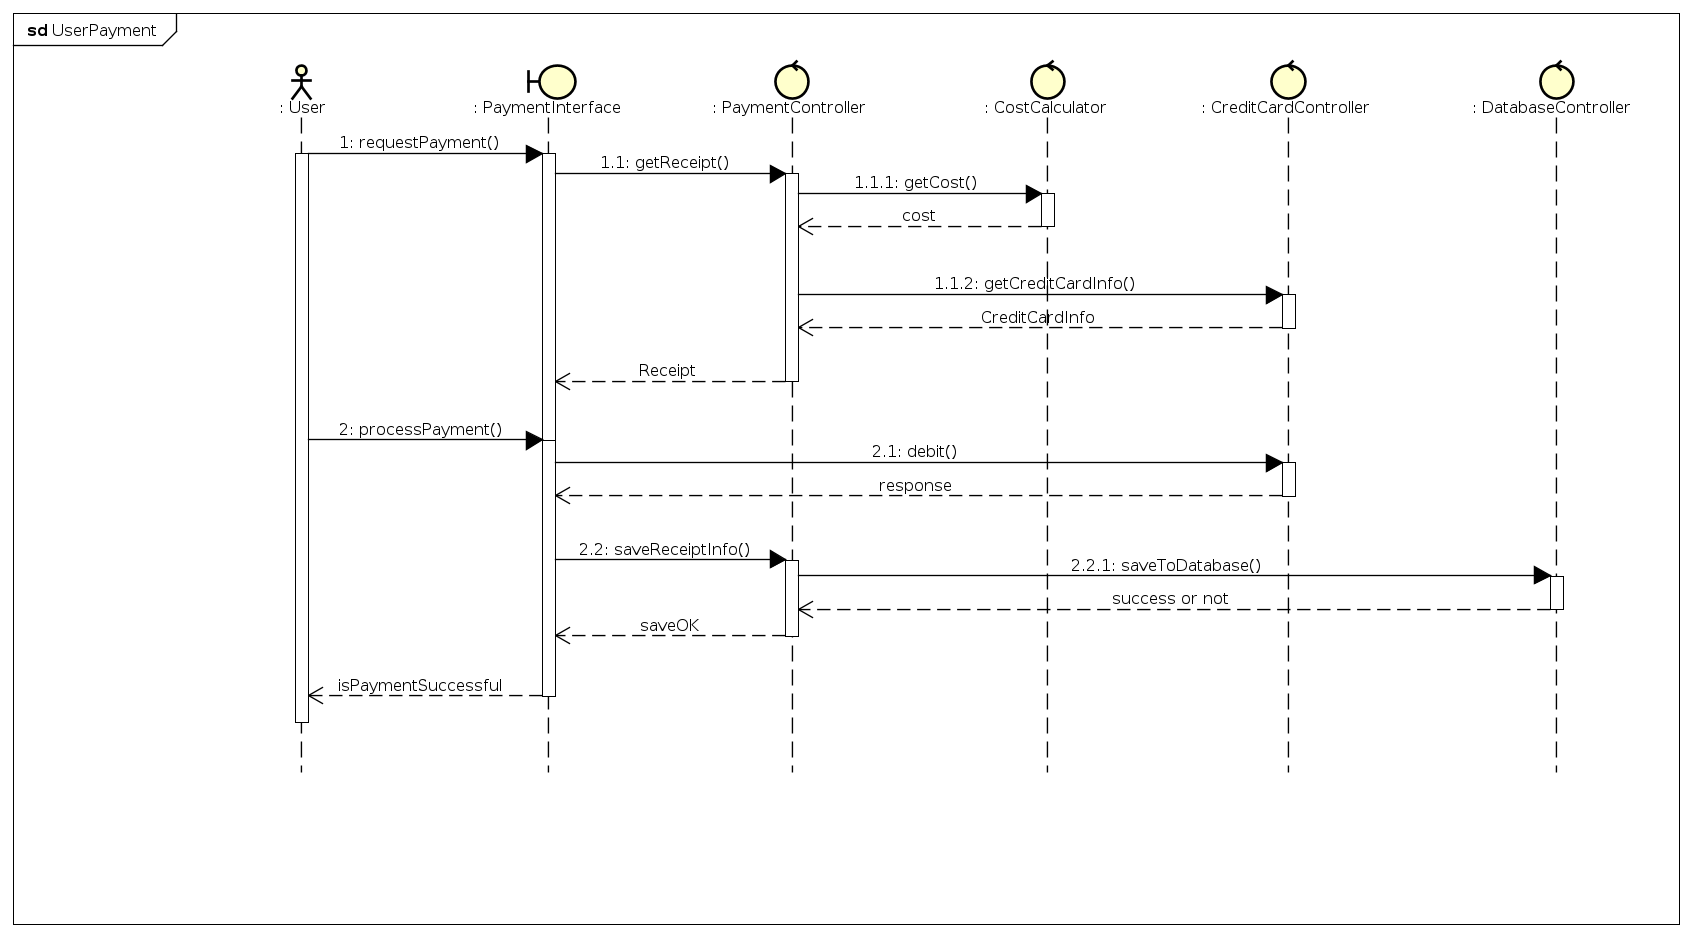 sd UserPayment
: User
: PaymentInterface
: PaymentController
: CostCalculator
: CreditCardController
: DatabaseController
1: requestPayment()
1.1: getReceipt()
1.1.1: getCost()
cost
1.1.2: getCreditCardInfo()
CreditCardInfo
Receipt
2: processPayment()
2.1: debit()
response
2.2: saveReceiptInfo()
2.2.1: saveToDatabase()
success or not
saveOK
isPaymentSuccessful